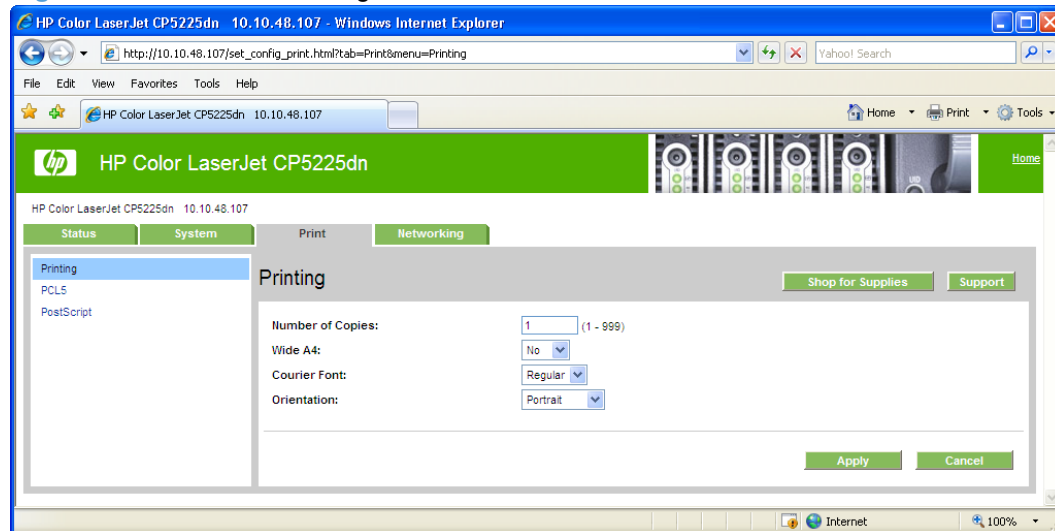 HP Color LaserJet CP5225dn 10.10.48.107 - Windows Internet Explorer
http://10.10.48.107/set_config_print.html?tab=Print&menu=Printing
Yahoo! Search
File Edit View Favorites Tools Help
HP Color LaserJet CP5225dn 10.10.48.107
Home Print Tools
hp HP Color LaserJet CP5225dn
Home
HP Color LaserJet CP5225dn 10.10.48.107
Status System Print Networking
Printing
PCL5
PostScript
Printing
Shop for Supplies Support
Number of Copies: 1 (1 - 999)
Wide A4: No
Courier Font: Regular
Orientation: Portrait
Apply Cancel
Internet 100%